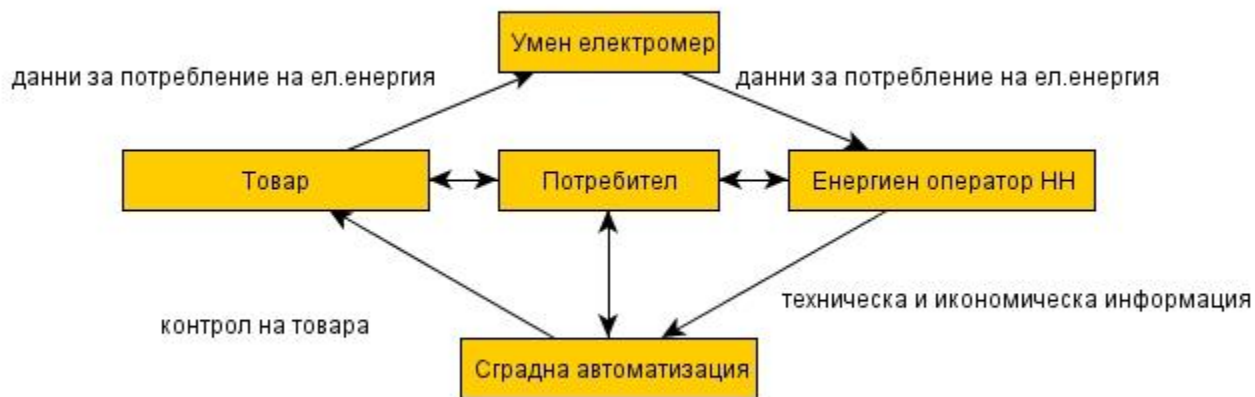 Умен електромер
данни за потребление на ел.енергия
данни за потребление на ел.енергия
Товар
Потребител
Енергиен оператор НН
техническа и икономическа информация
контрол на товара
Сградна автоматизация